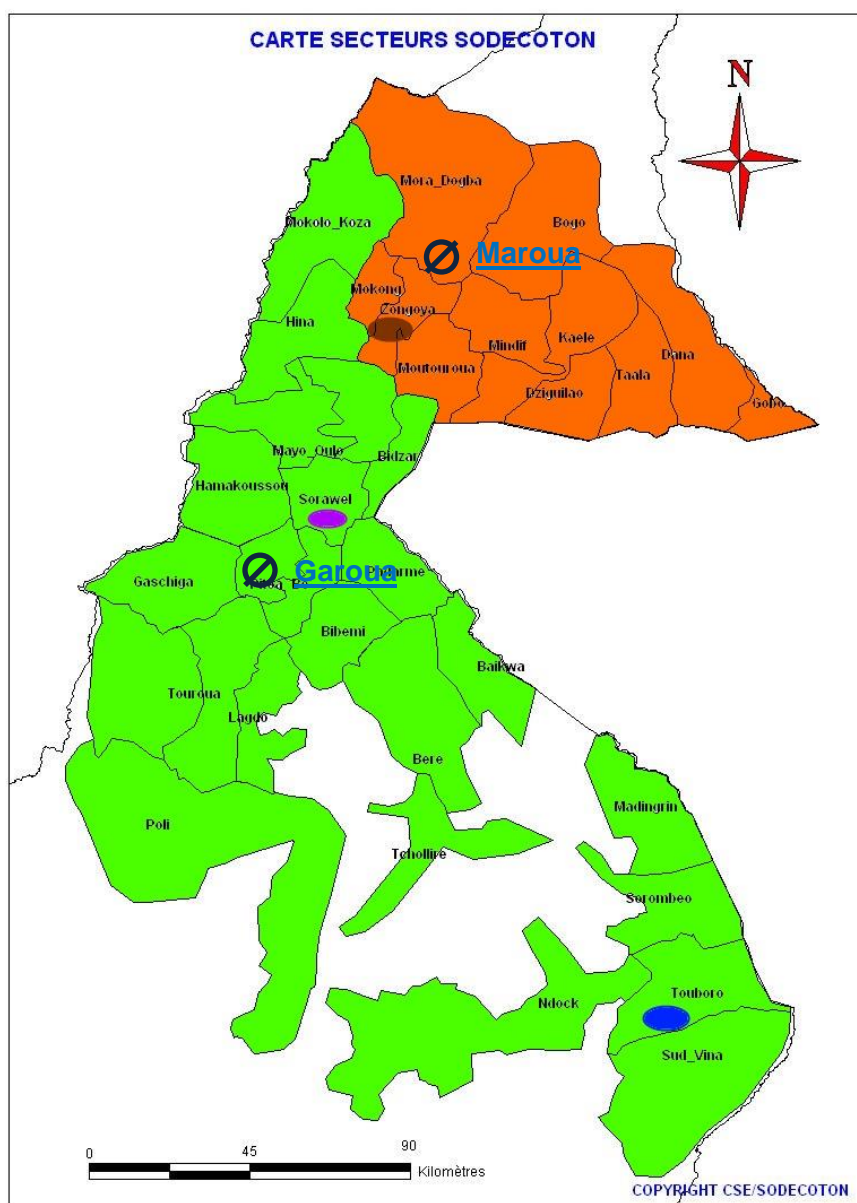 CARTE SECTEURS SODECOTON
N
Mora_Dogba
Mokolo_Koza
Bogo
Maroua
Mokong
Zongoya
Hina
Mindif
Kaele
Dana
Moutouroua
Taala
Dziguilao
Gobo
Mayo_Oulo
Bidzar
Hamakoussou
Sorawel
Gaschiga
Garoua
Bibemi
Baikwa
Touroua
Lagdo
Bere
Madingrin
Poli
Tchollire
Sorombeo
Touboro
Ndock
Sud_Vina
0 45 90
Kilomètres
COPYRIGHT CSE/SODECOTON